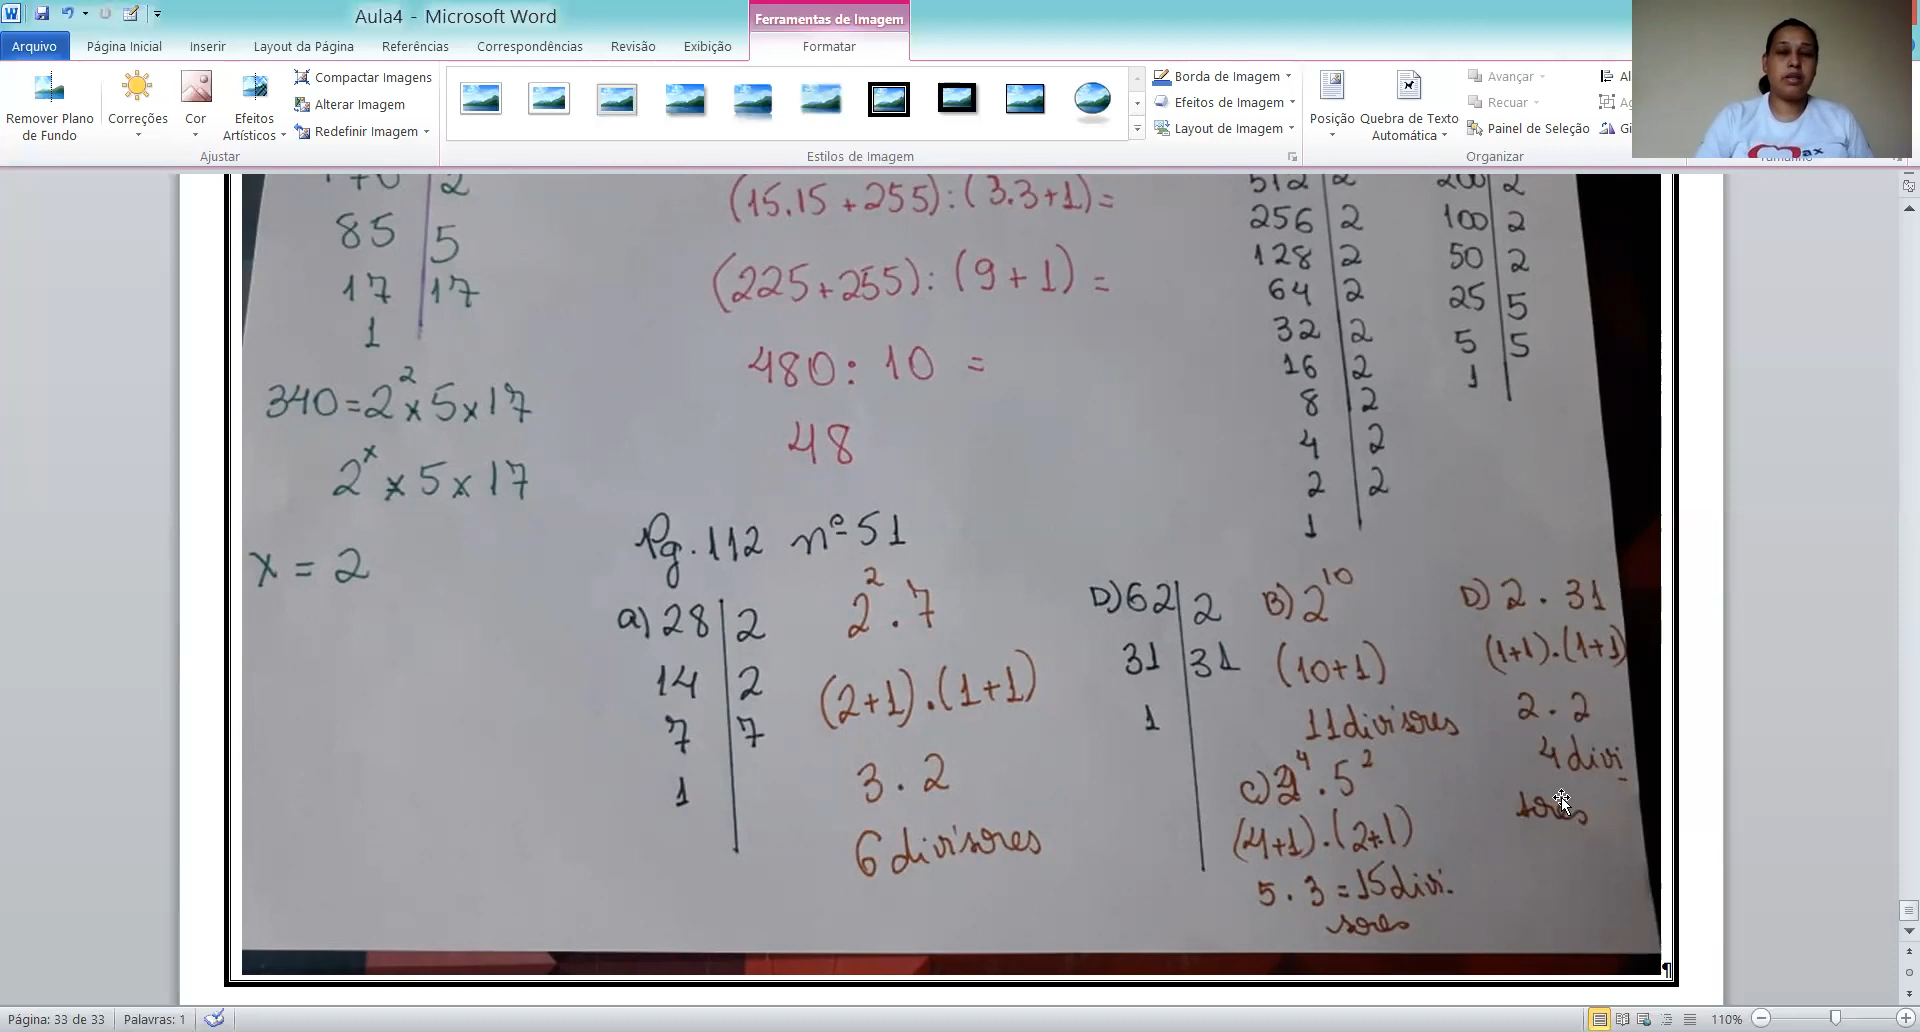 Aula4 - Microsoft Word
Ferramentas de Imagem
Arquivo
Página Inicial
Inserir
Layout da Página
Referências
Correspondências
Revisão
Exibição
Formatar
Remover Plano de Fundo
Correções
Cor
Efeitos Artísticos
Compactar Imagens
Alterar Imagem
Redefinir Imagem
Ajustar
Estilos de Imagem
Borda de Imagem
Efeitos de Imagem
Layout de Imagem
Posição
Quebra de Texto Automática
Avançar
Recuar
Painel de Seleção
Organizar
170 | 2
85 | 5
17 | 17
1
340=2² × 5 × 17
2ˣ × 5 × 17
x = 2
(15.15+255):(3.3+1)=
(225+255):(9+1)=
480:10 =
48
Pg.112 nº 51
a) 28 | 2
14 | 2
7 | 7
1
2² . 7
(2+1).(1+1)
3 . 2
6 divisores
512 | 2
256 | 2
128 | 2
64 | 2
32 | 2
16 | 2
8 | 2
4 | 2
2 | 2
1
200 | 2
100 | 2
50 | 2
25 | 5
5 | 5
1
D) 62 | 2
31 | 31
1
B) 2¹⁰
(10+1)
11 divisores
C) 2⁴ . 5²
(4+1).(2+1)
5 . 3 = 15 divi.
sores
D) 2 . 31
(1+1).(1+1)
2 . 2
4 divi
sores
Página: 33 de 33
Palavras: 1
110%